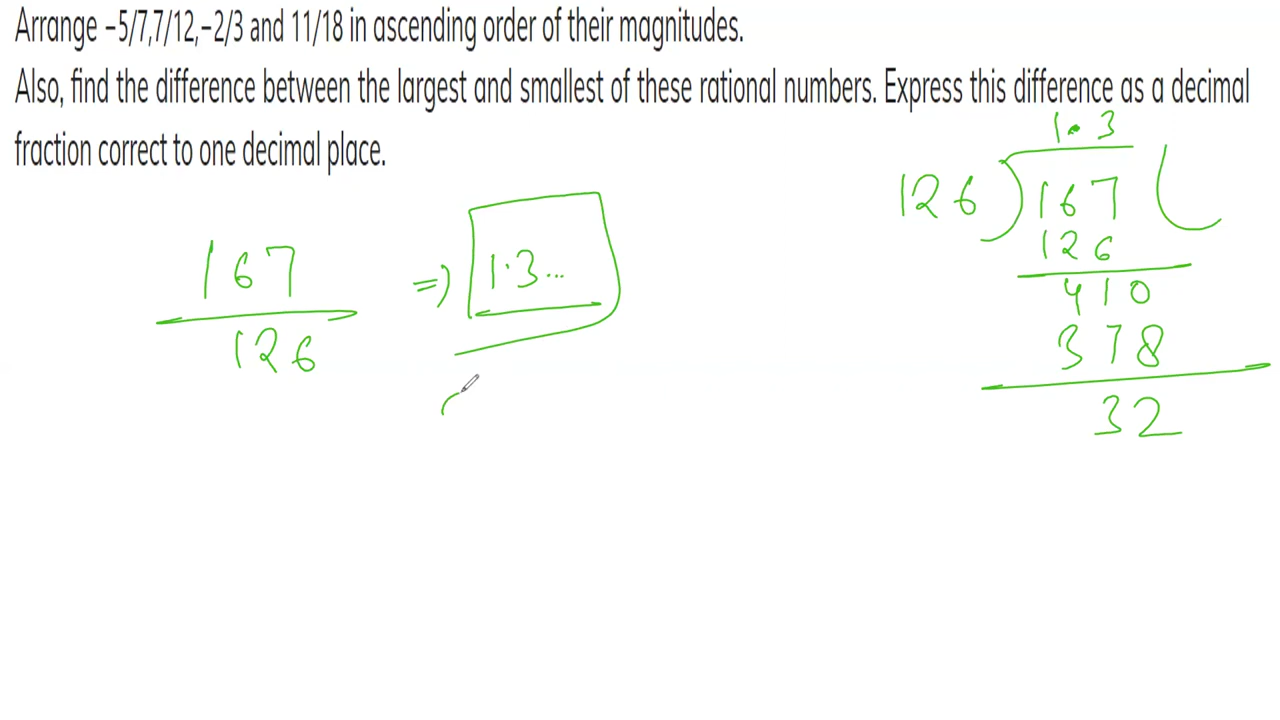 Arrange −5/7,7/12,−2/3 and 11/18 in ascending order of their magnitudes.
Also, find the difference between the largest and smallest of these rational numbers. Express this difference as a decimal
fraction correct to one decimal place.
167
126
⇒ 1.3...
1.3
126 ) 167 (
126
410
378
32